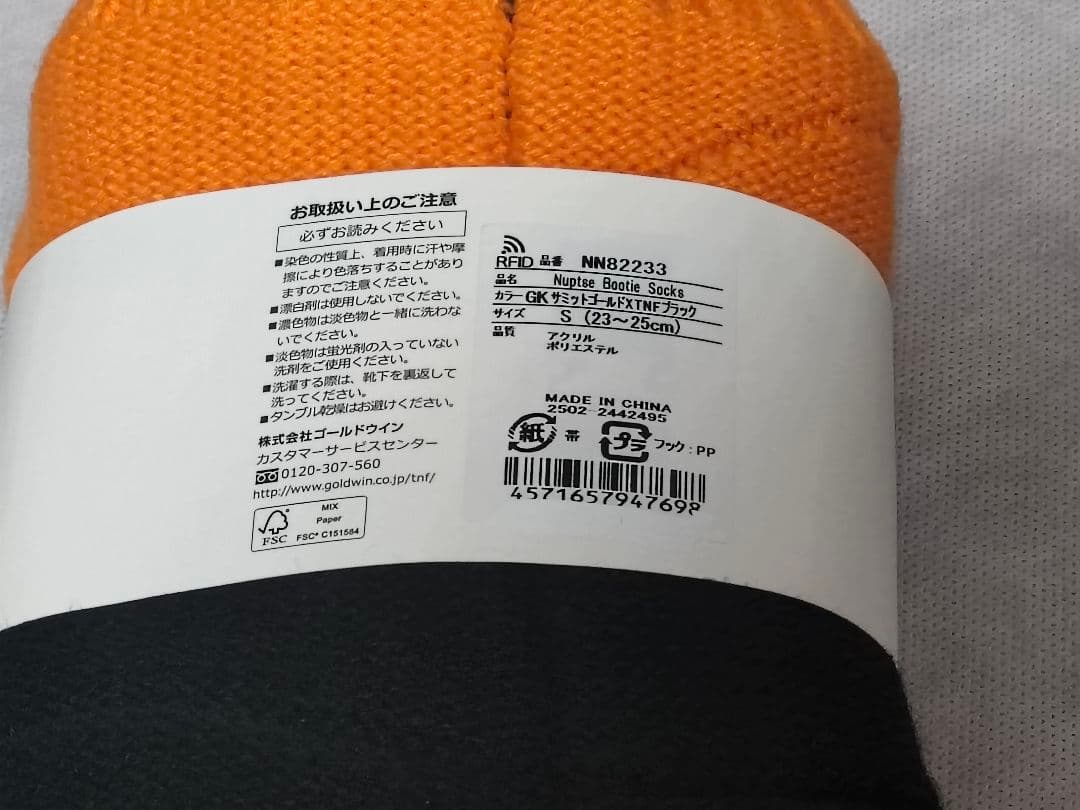 お取扱い上のご注意
必ずお読みください
■染色の性質上、着用時に汗や摩
擦により色落ちすることがあり
ますのでご注意ください。
■漂白剤は使用しないでください。
■濃色物は淡色物と一緒に洗わな
いでください。
■淡色物は蛍光剤の入っていない
洗剤をご使用ください。
■洗濯する際は、靴下を裏返して
洗ってください。
■タンブル乾燥はお避けください。
株式会社ゴールドウイン
カスタマーサービスセンター
0120-307-560
http://www.goldwin.co.jp/tnf/
FSC
MIX
Paper
FSC® C151584
RFID 品番 NN82233
品名 Nuptse Bootie Socks
カラー GK サミットゴールドXTNFブラック
サイズ S (23～25cm)
品質 アクリル
ポリエステル
MADE IN CHINA
2502-2442495
紙 帯 プラ フック:PP
4571657947698